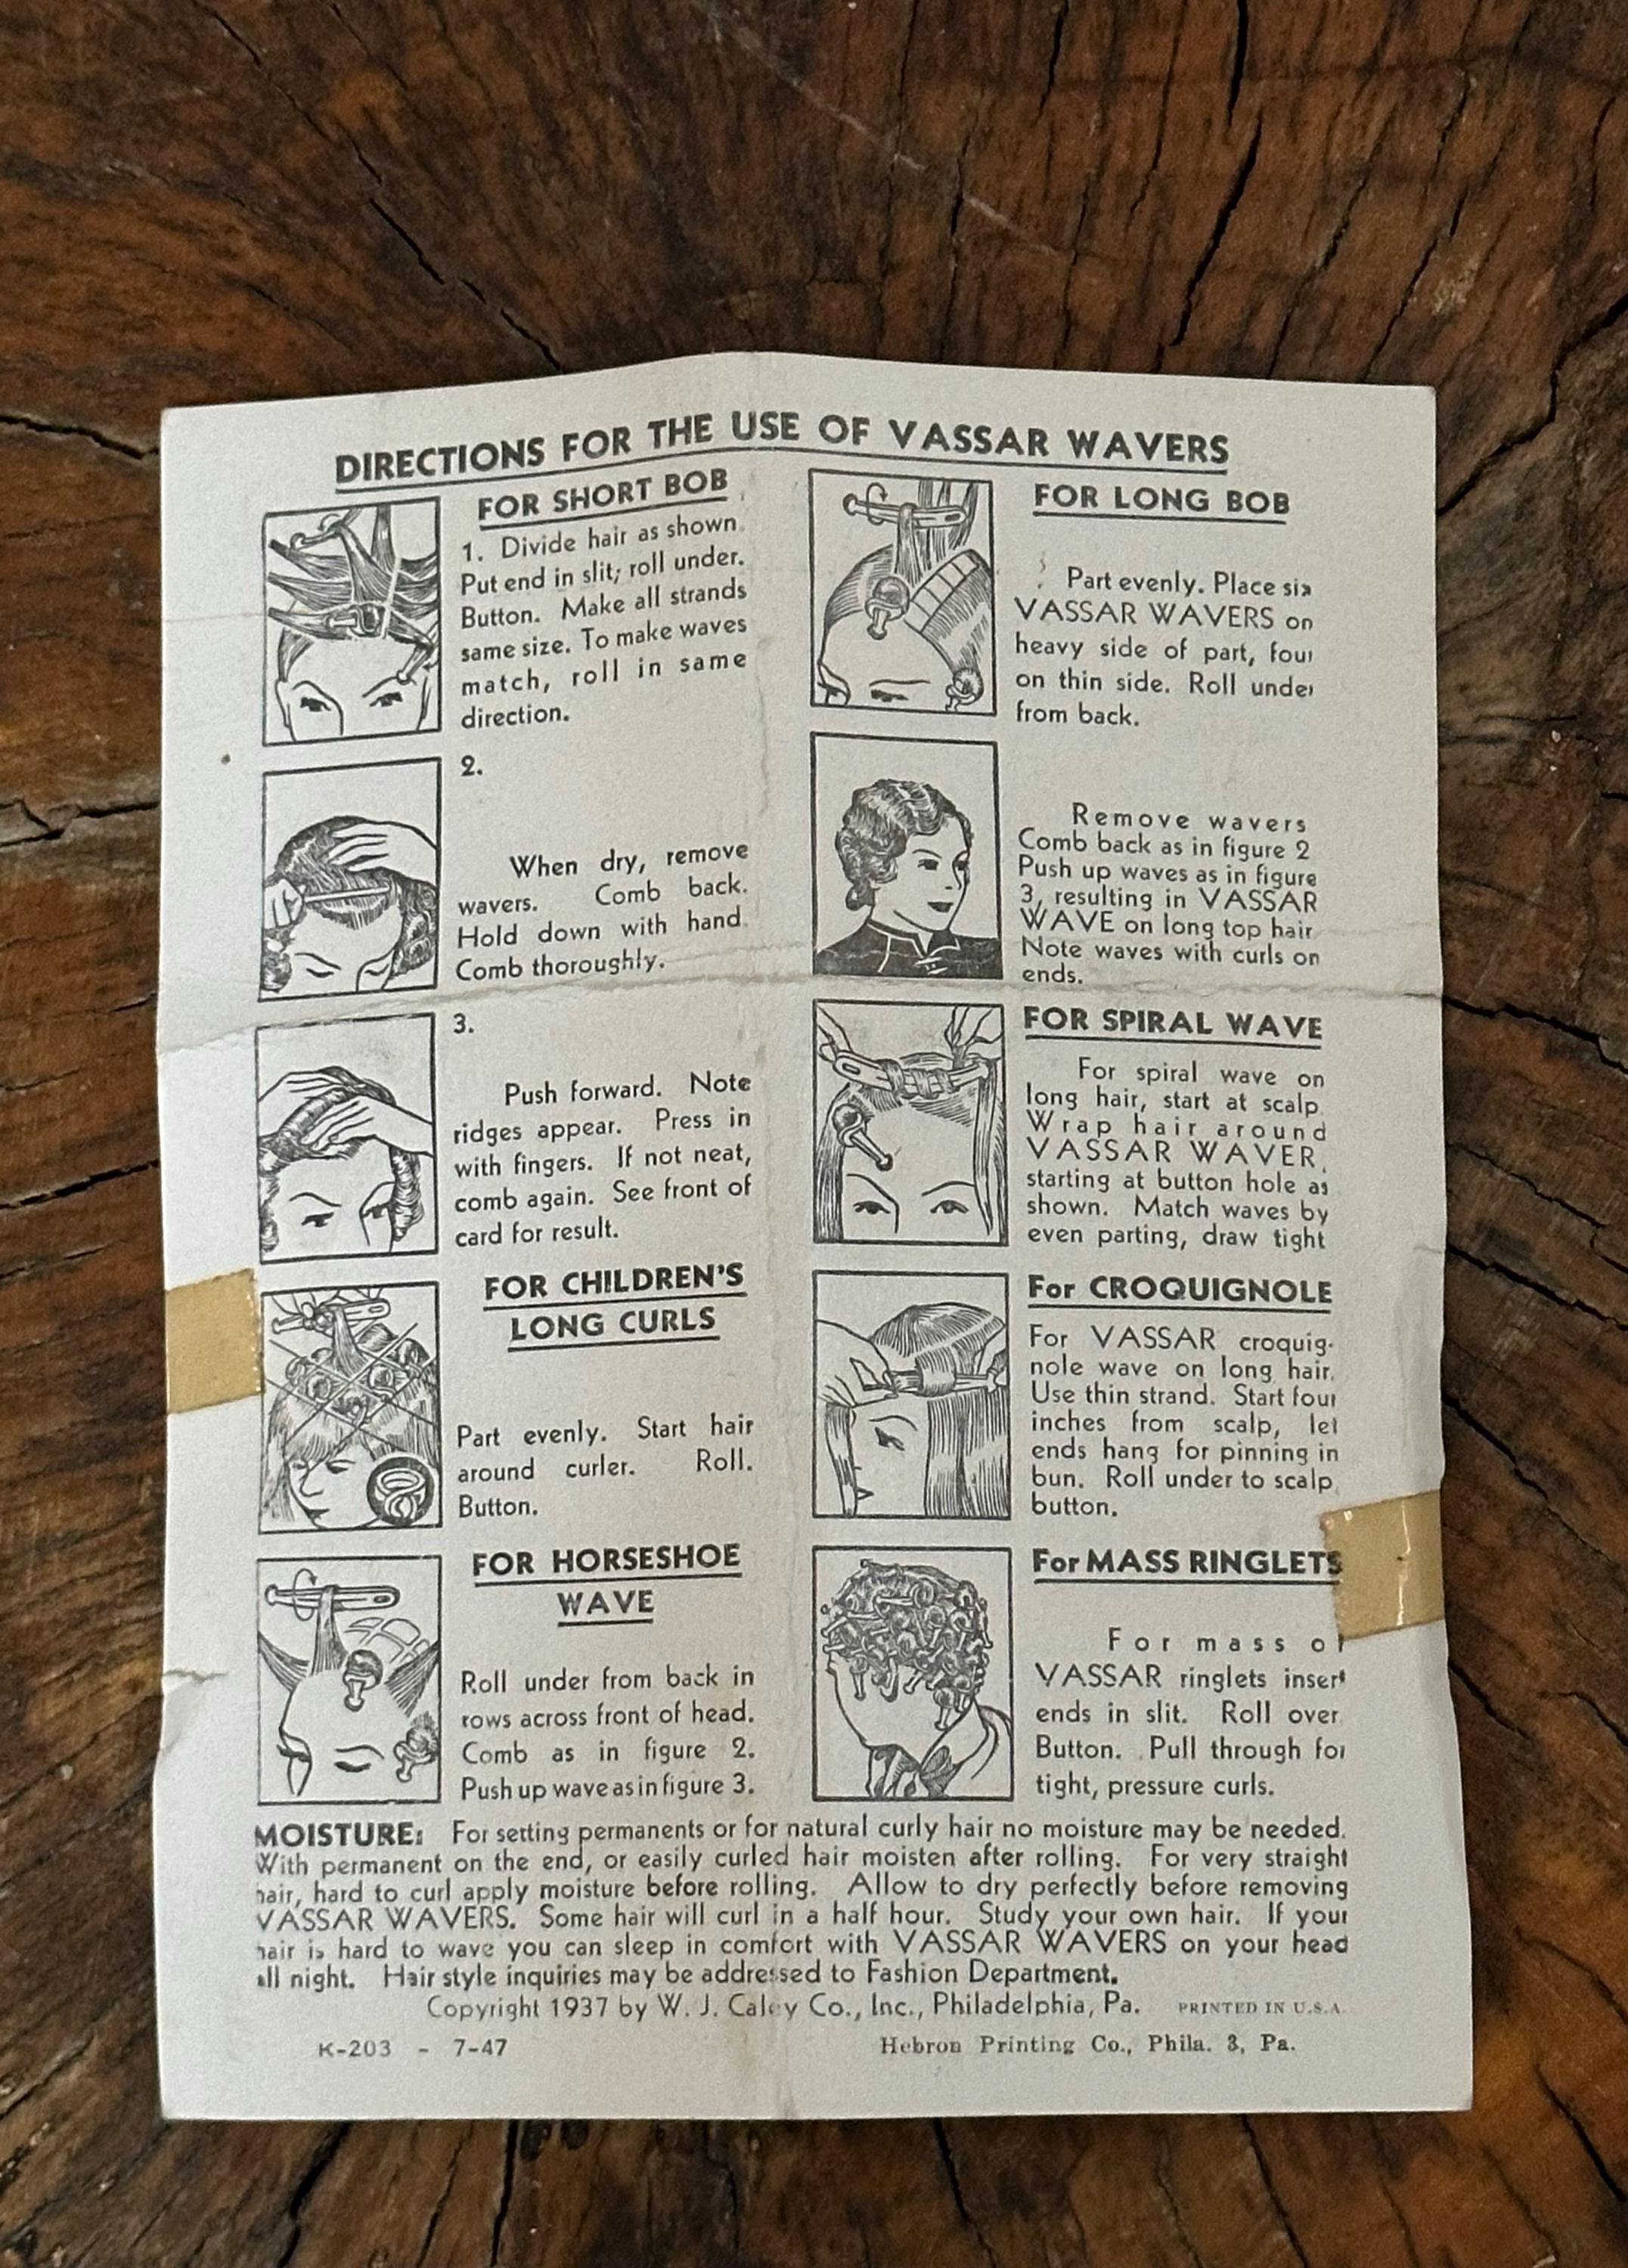 DIRECTIONS FOR THE USE OF VASSAR WAVERS
FOR SHORT BOB
1. Divide hair as shown.
Put end in slit; roll under.
Button. Make all strands
same size. To make waves
match, roll in same
direction.
2.
When dry, remove
wavers. Comb back.
Hold down with hand.
Comb thoroughly.
3.
Push forward. Note
ridges appear. Press in
with fingers. If not neat,
comb again. See front of
card for result.
FOR CHILDREN'S
LONG CURLS
Part evenly. Start hair
around curler. Roll.
Button.
FOR HORSESHOE
WAVE
Roll under from back in
rows across front of head.
Comb as in figure 2.
Push up wave as in figure 3.
FOR LONG BOB
Part evenly. Place six
VASSAR WAVERS on
heavy side of part, four
on thin side. Roll under
from back.
Remove wavers
Comb back as in figure 2
Push up waves as in figure
3, resulting in VASSAR
WAVE on long top hair
Note waves with curls on
ends.
FOR SPIRAL WAVE
For spiral wave on
long hair, start at scalp
Wrap hair around
VASSAR WAVER,
starting at button hole as
shown. Match waves by
even parting, draw tight
For CROQUIGNOLE
For VASSAR croquig-
nole wave on long hair.
Use thin strand. Start four
inches from scalp, let
ends hang for pinning in
bun. Roll under to scalp
button.
For MASS RINGLETS
For mass of
VASSAR ringlets insert
ends in slit. Roll over
Button. Pull through for
tight, pressure curls.
MOISTURE: For setting permanents or for natural curly hair no moisture may be needed.
With permanent on the end, or easily curled hair moisten after rolling. For very straight
hair, hard to curl apply moisture before rolling. Allow to dry perfectly before removing
VASSAR WAVERS. Some hair will curl in a half hour. Study your own hair. If your
hair is hard to wave you can sleep in comfort with VASSAR WAVERS on your head
all night. Hair style inquiries may be addressed to Fashion Department.
Copyright 1937 by W. J. Caley Co., Inc., Philadelphia, Pa. PRINTED IN U.S.A.
K-203 - 7-47 Hebron Printing Co., Phila. 3, Pa.